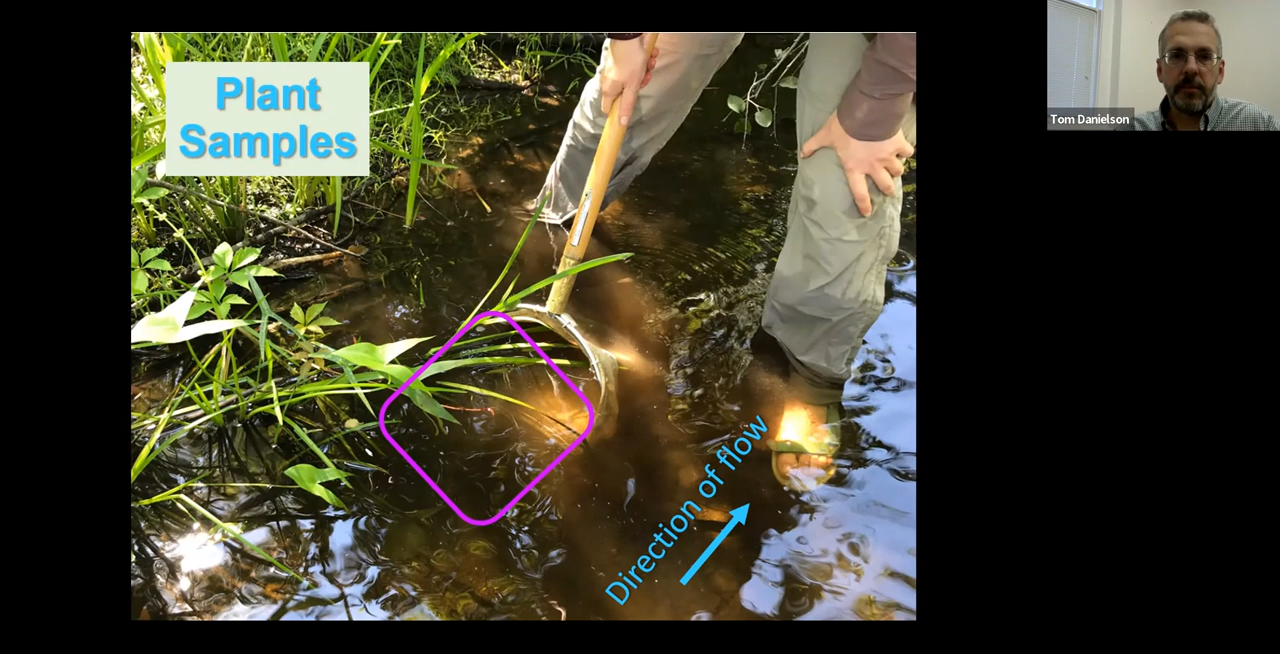 Plant
Samples
Direction of flow
Tom Danielson